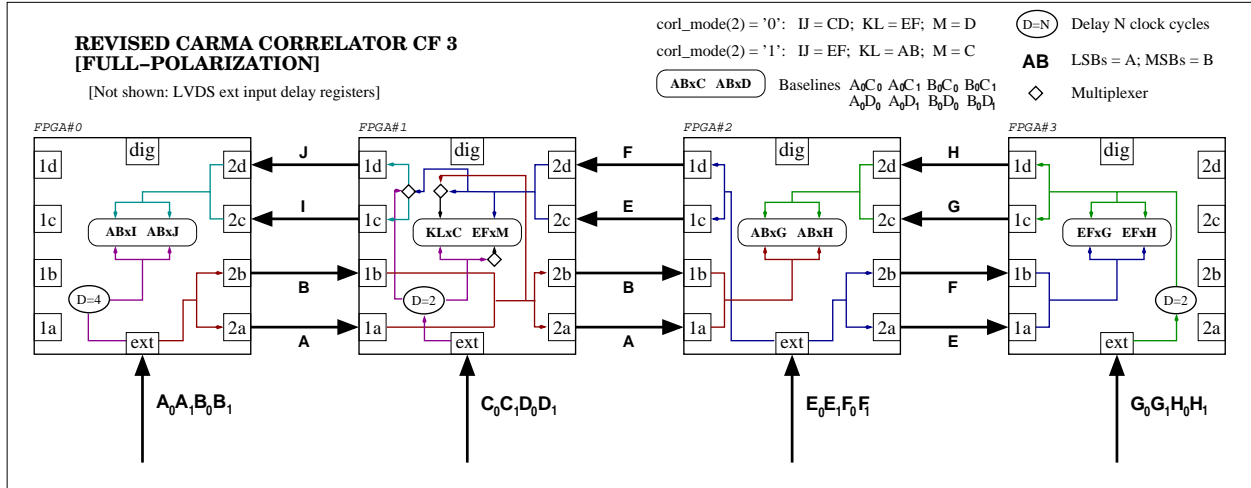 REVISED CARMA CORRELATOR CF 3
[FULL−POLARIZATION]
[Not shown: LVDS ext input delay registers]
corl_mode(2) = '0': IJ = CD; KL = EF; M = D
corl_mode(2) = '1': IJ = EF; KL = AB; M = C
ABxC ABxD Baselines A₀C₀ A₀C₁ B₀C₀ B₀C₁
A₀D₀ A₀D₁ B₀D₀ B₀D₁
D=N Delay N clock cycles
AB LSBs = A; MSBs = B
Multiplexer
FPGA#0 FPGA#1 FPGA#2 FPGA#3
1d dig 2d J 1d dig 2d F 1d dig 2d H 1d dig 2d
1c 2c I 1c 2c E 1c 2c G 1c 2c
ABxI ABxJ KLxC EFxM ABxG ABxH EFxG EFxH
1b 2b B 1b 2b B 1b 2b F 1b 2b
D=4 D=2 D=2
1a ext 2a A 1a ext 2a A 1a ext 2a E 1a ext 2a
A₀A₁B₀B₁ C₀C₁D₀D₁ E₀E₁F₀F₁ G₀G₁H₀H₁